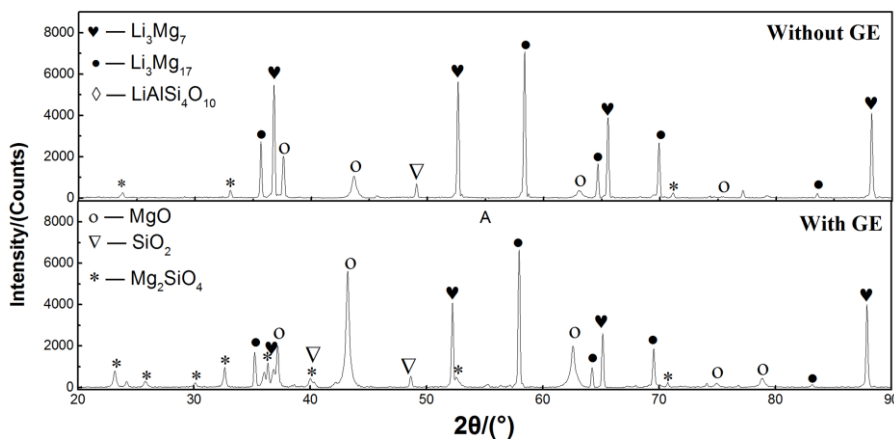 Intensity/(Counts)
8000
6000
4000
2000
0
♥ — Li₃Mg₇
● — Li₃Mg₁₇
◊ — LiAlSi₄O₁₀
Without GE
A
8000
6000
4000
2000
0
o — MgO
▽ — SiO₂
* — Mg₂SiO₄
With GE
20 30 40 50 60 70 80 90
2θ/(°)